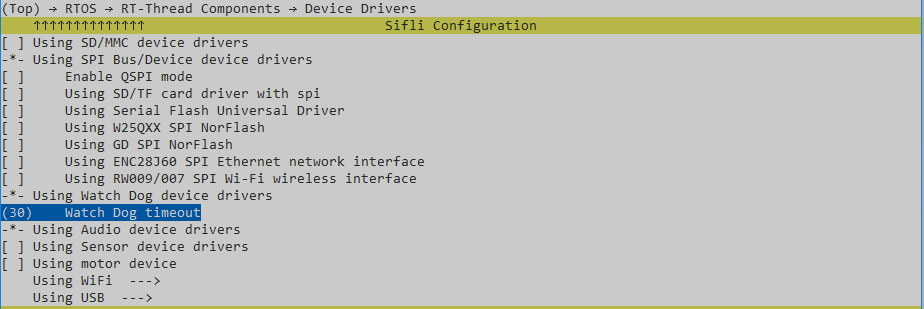 (Top) → RTOS → RT-Thread Components → Device Drivers
↑↑↑↑↑↑↑↑↑↑↑↑↑↑ Sifli Configuration
[ ] Using SD/MMC device drivers
-*- Using SPI Bus/Device device drivers
[ ] Enable QSPI mode
[ ] Using SD/TF card driver with spi
[ ] Using Serial Flash Universal Driver
[ ] Using W25QXX SPI NorFlash
[ ] Using GD SPI NorFlash
[ ] Using ENC28J60 SPI Ethernet network interface
[ ] Using RW009/007 SPI Wi-Fi wireless interface
-*- Using Watch Dog device drivers
(30) Watch Dog timeout
-*- Using Audio device drivers
[ ] Using Sensor device drivers
[ ] Using motor device
Using WiFi --->
Using USB --->